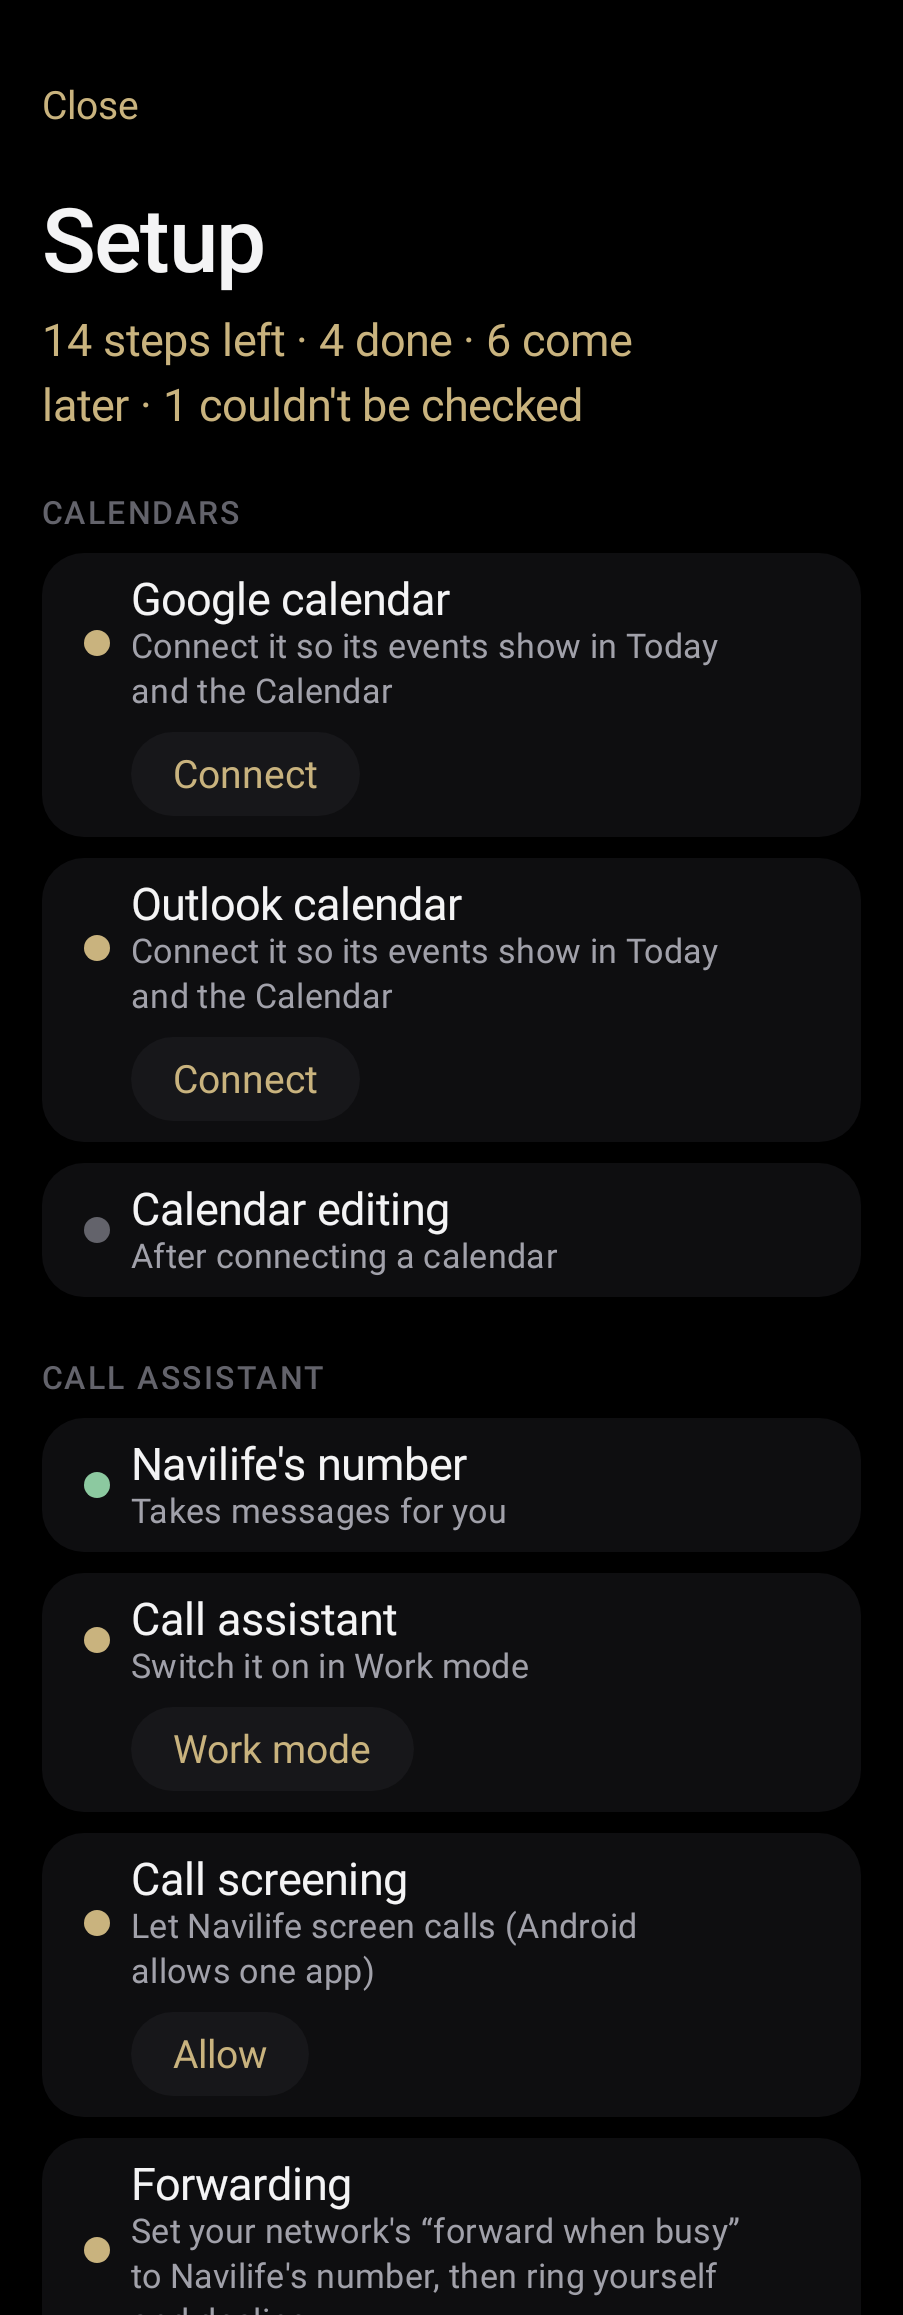 Close
Setup
14 steps left · 4 done · 6 come
later · 1 couldn't be checked
CALENDARS
Google calendar
Connect it so its events show in Today
and the Calendar
Connect
Outlook calendar
Connect it so its events show in Today
and the Calendar
Connect
Calendar editing
After connecting a calendar
CALL ASSISTANT
Navilife's number
Takes messages for you
Call assistant
Switch it on in Work mode
Work mode
Call screening
Let Navilife screen calls (Android
allows one app)
Allow
Forwarding
Set your network's “forward when busy”
to Navilife's number, then ring yourself